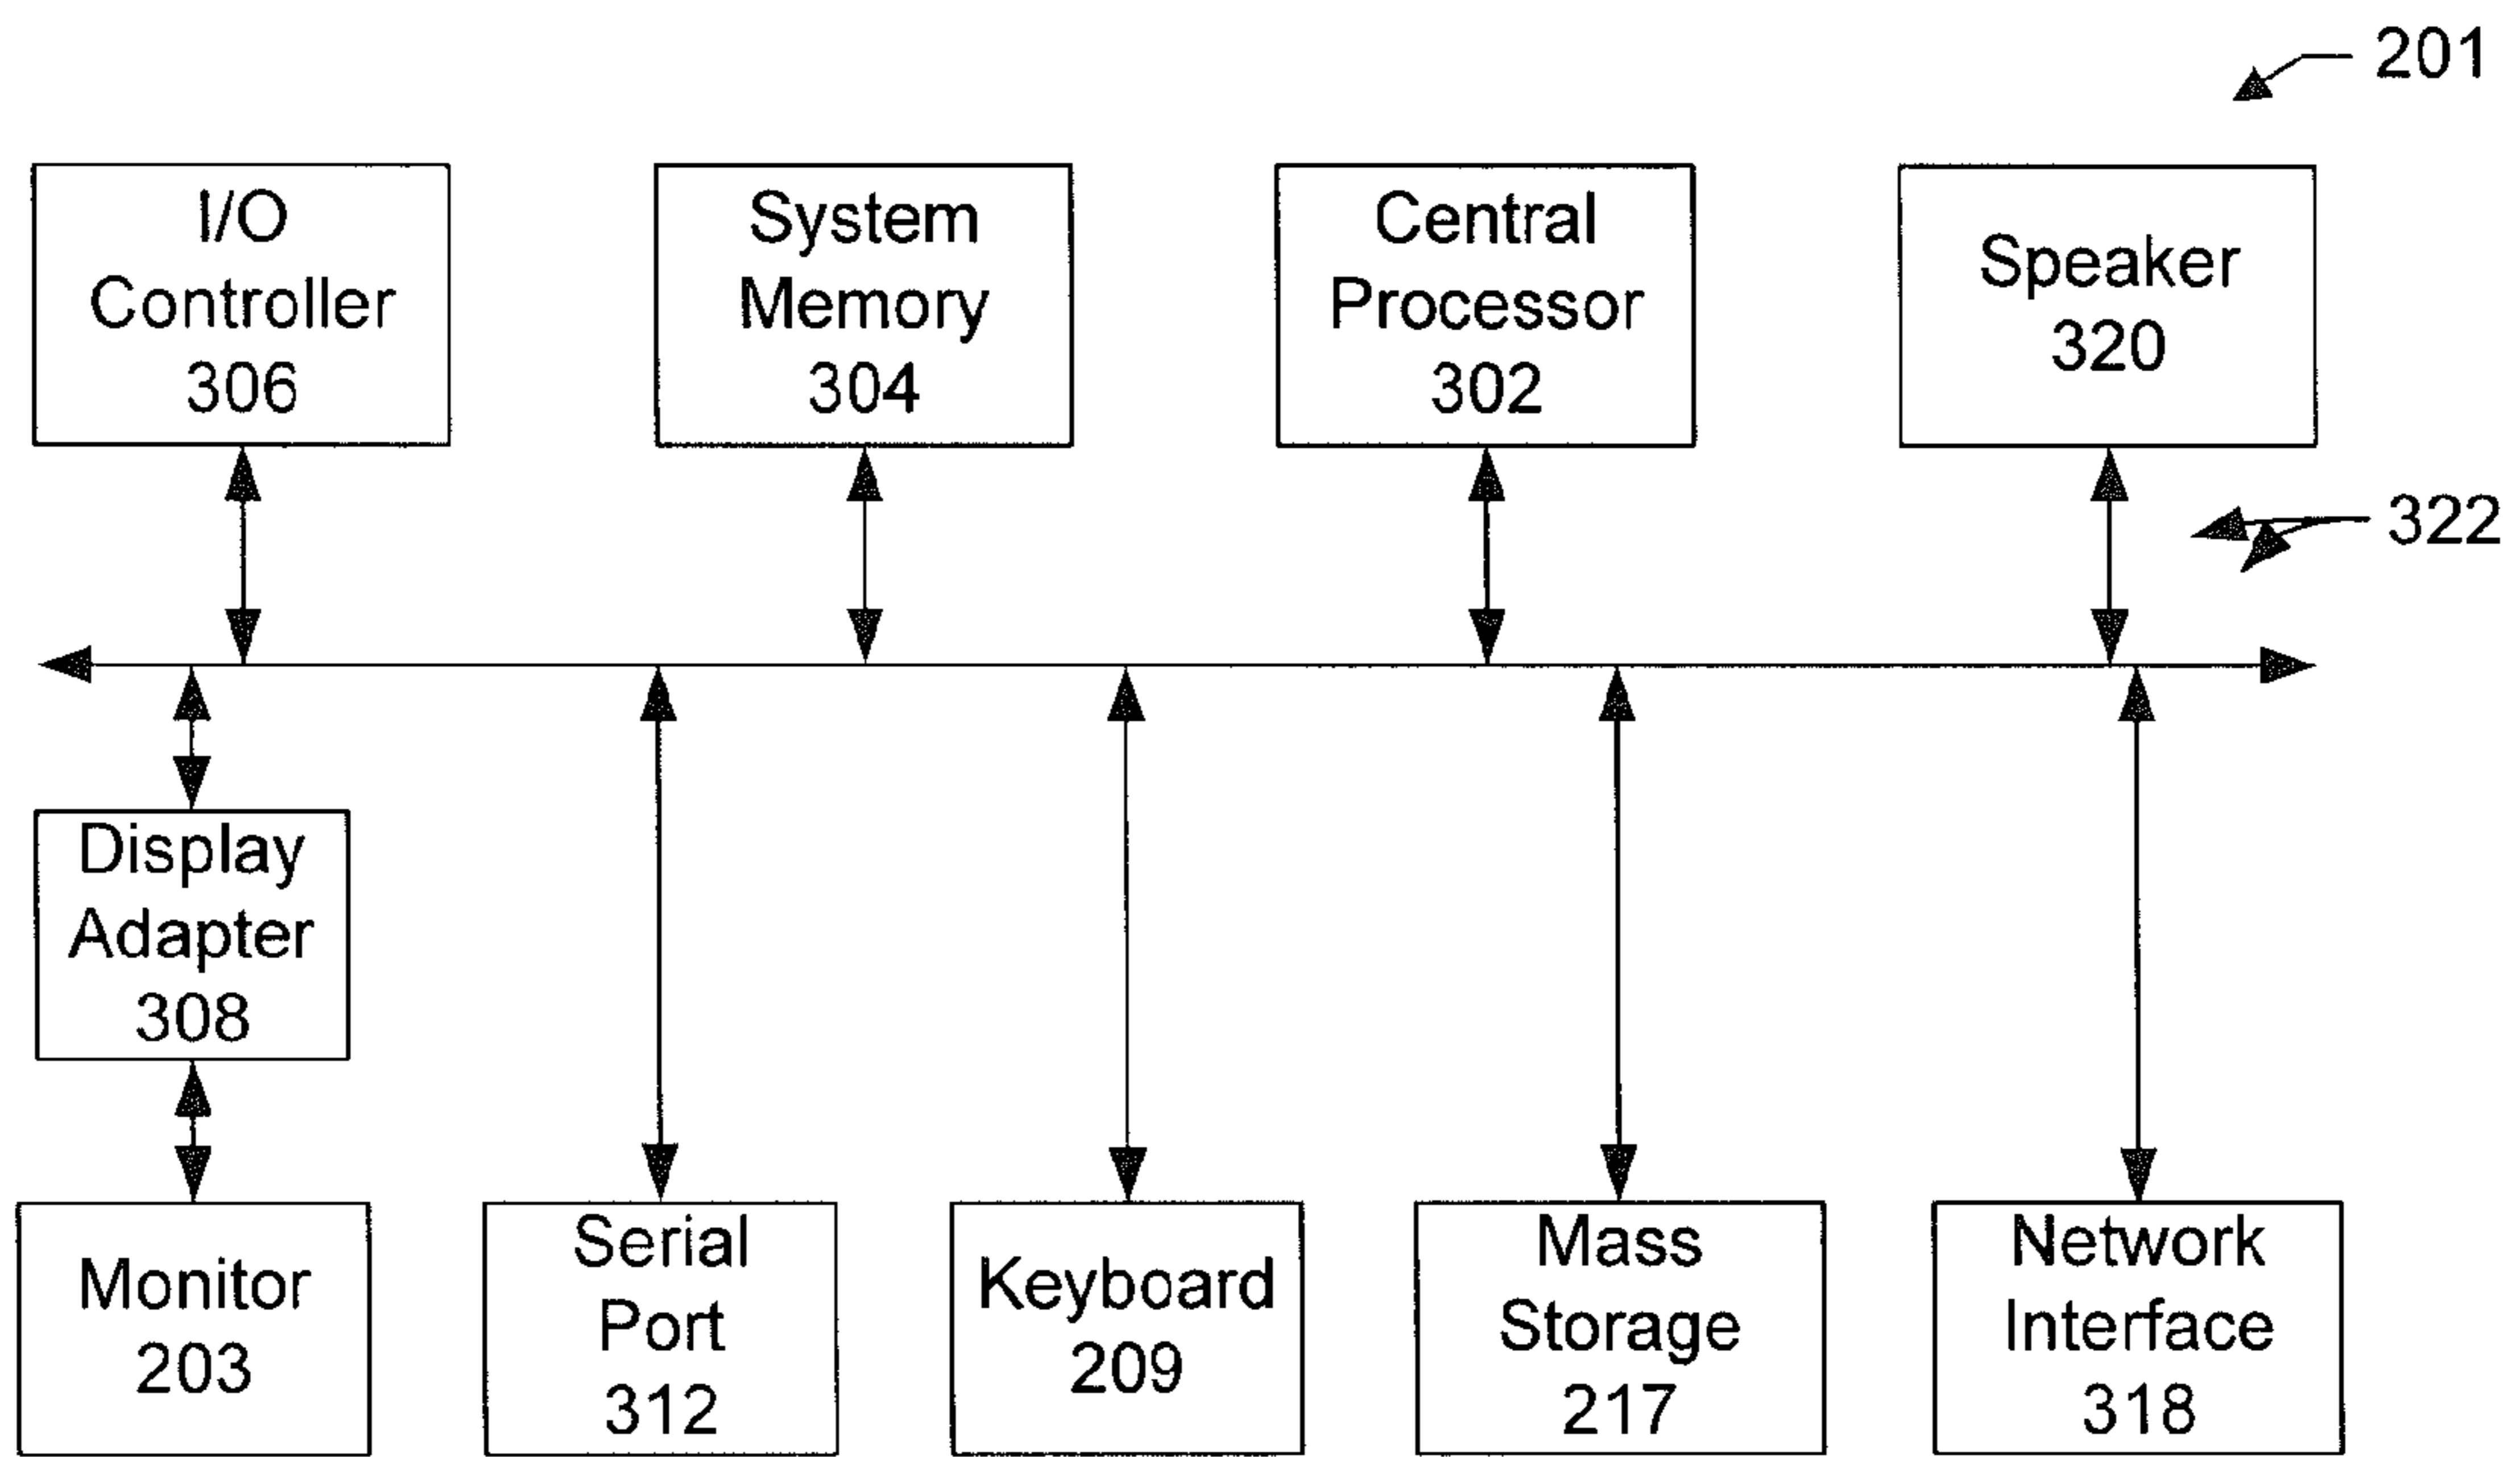 201
I/O
Controller
306
System
Memory
304
Central
Processor
302
Speaker
320
322
Display
Adapter
308
Monitor
203
Serial
Port
312
Keyboard
209
Mass
Storage
217
Network
Interface
318